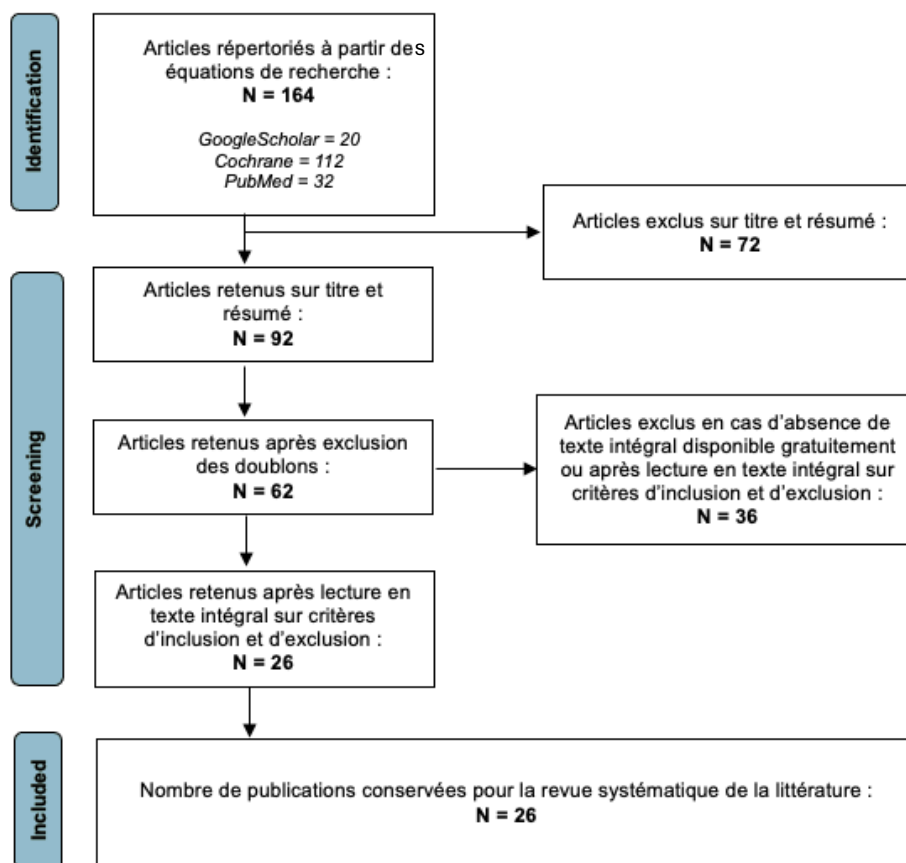 Identification
Articles répertoriés à partir des
équations de recherche :
N = 164
GoogleScholar = 20
Cochrane = 112
PubMed = 32
Articles exclus sur titre et résumé :
N = 72
Screening
Articles retenus sur titre et
résumé :
N = 92
Articles retenus après exclusion
des doublons :
N = 62
Articles exclus en cas d'absence de
texte intégral disponible gratuitement
ou après lecture en texte intégral sur
critères d'inclusion et d'exclusion :
N = 36
Articles retenus après lecture en
texte intégral sur critères
d'inclusion et d'exclusion :
N = 26
Included
Nombre de publications conservées pour la revue systématique de la littérature :
N = 26